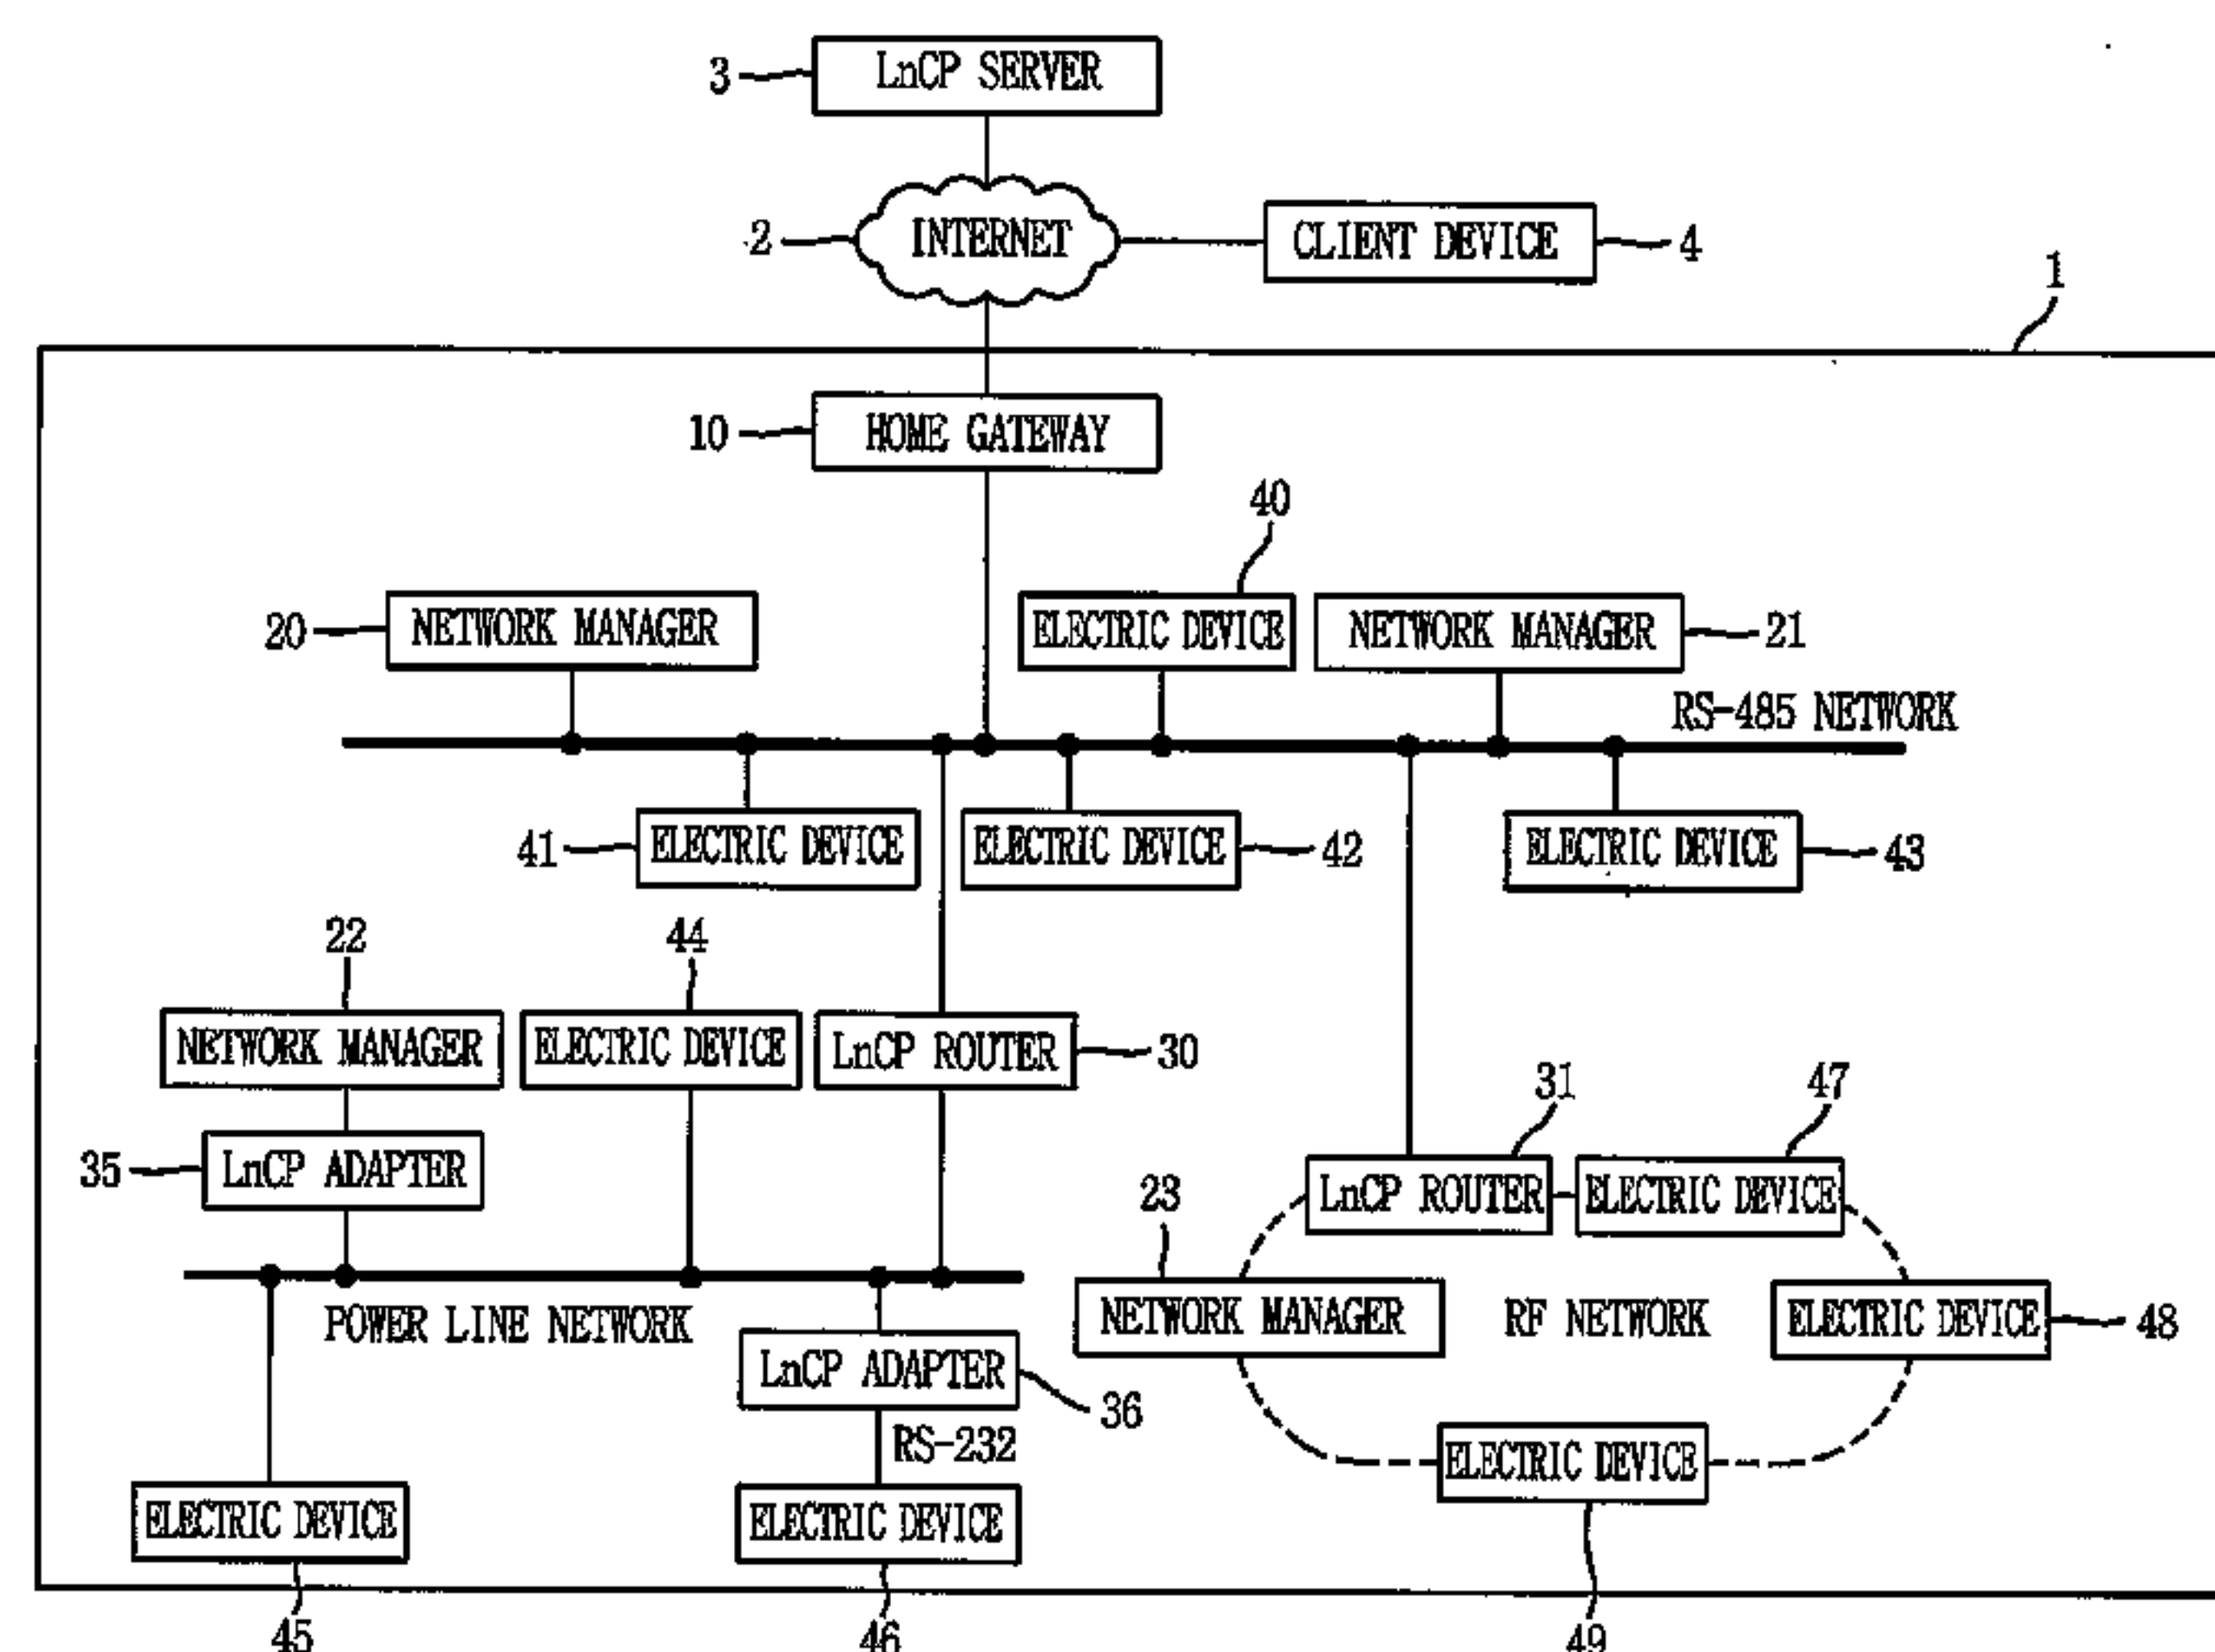 3 LnCP SERVER
2 INTERNET CLIENT DEVICE 4
1
10 HOME GATEWAY
40
20 NETWORK MANAGER ELECTRIC DEVICE NETWORK MANAGER 21
RS-485 NETWORK
41 ELECTRIC DEVICE ELECTRIC DEVICE 42 ELECTRIC DEVICE 43
22 44
NETWORK MANAGER ELECTRIC DEVICE LnCP ROUTER 30
31 47
35 LnCP ADAPTER LnCP ROUTER ELECTRIC DEVICE
23
POWER LINE NETWORK NETWORK MANAGER RF NETWORK ELECTRIC DEVICE 48
LnCP ADAPTER 36
RS-232
ELECTRIC DEVICE
ELECTRIC DEVICE ELECTRIC DEVICE
45 46 49